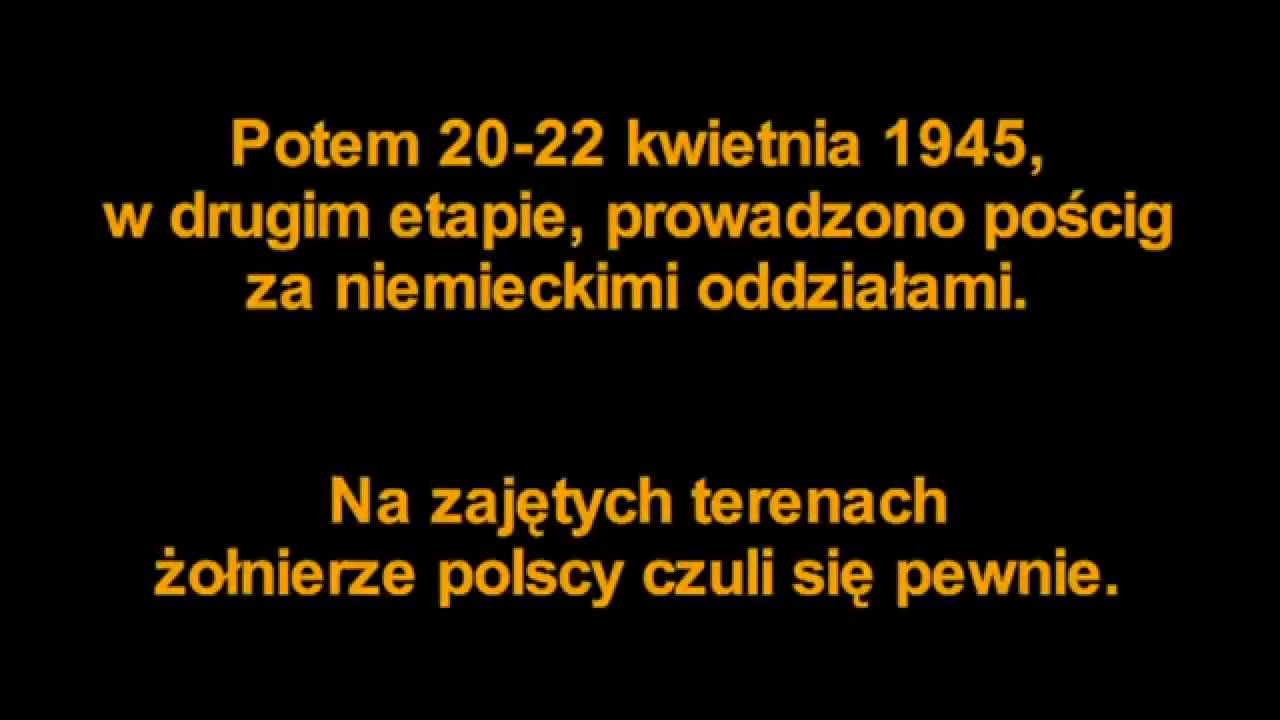 Potem 20-22 kwietnia 1945,
w drugim etapie, prowadzono pościg
za niemieckimi oddziałami.
Na zajętych terenach
żołnierze polscy czuli się pewnie.